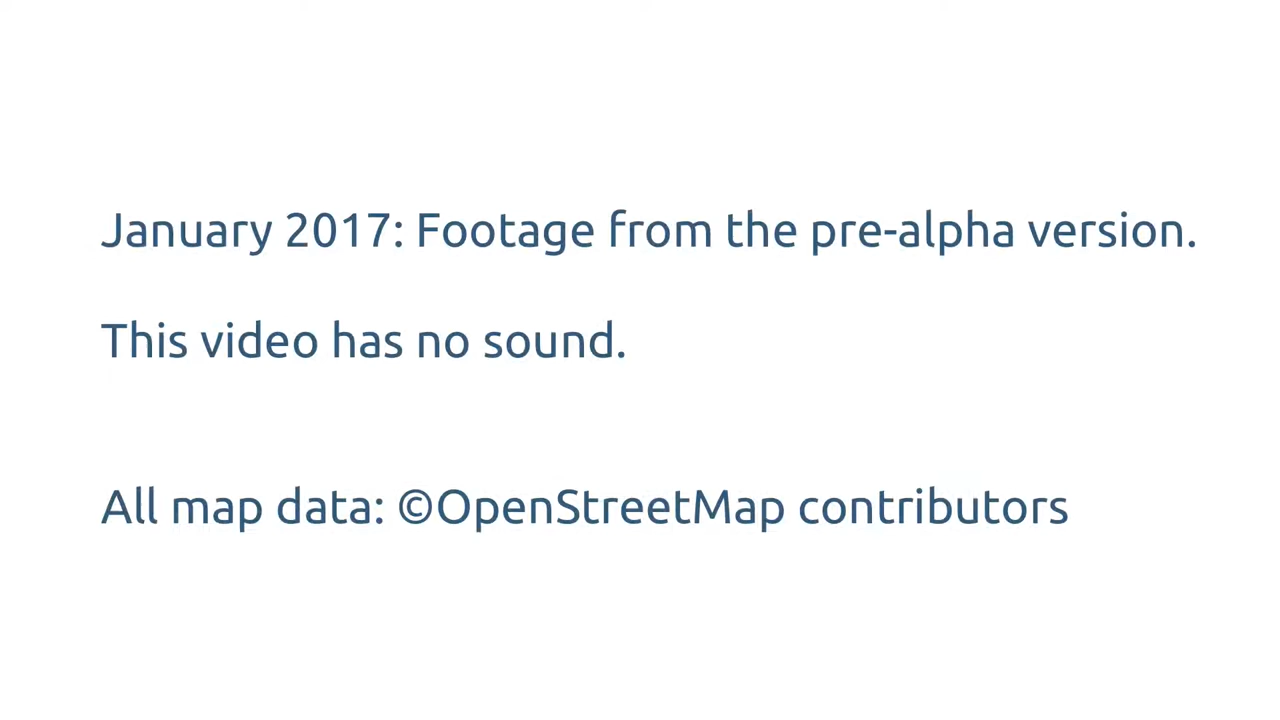 January 2017: Footage from the pre-alpha version.
This video has no sound.
All map data: ©OpenStreetMap contributors